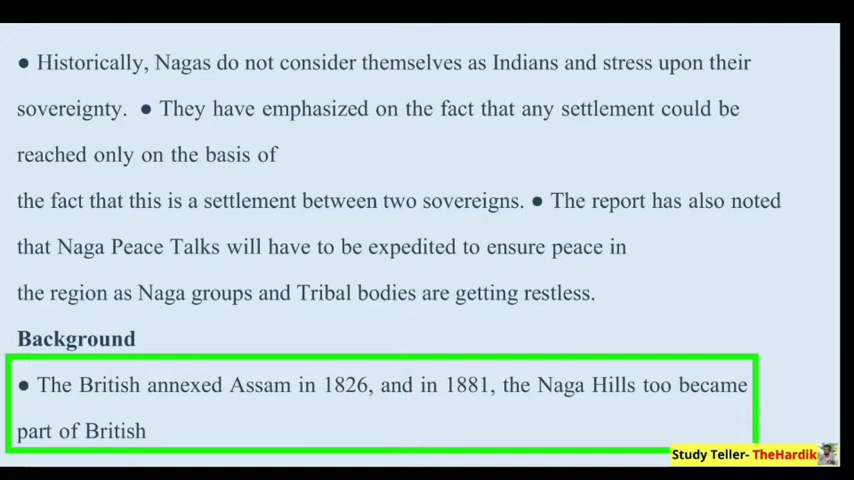 ● Historically, Nagas do not consider themselves as Indians and stress upon their
sovereignty. ● They have emphasized on the fact that any settlement could be
reached only on the basis of
the fact that this is a settlement between two sovereigns. ● The report has also noted
that Naga Peace Talks will have to be expedited to ensure peace in
the region as Naga groups and Tribal bodies are getting restless.
Background
● The British annexed Assam in 1826, and in 1881, the Naga Hills too became
part of British
Study Teller- TheHardik